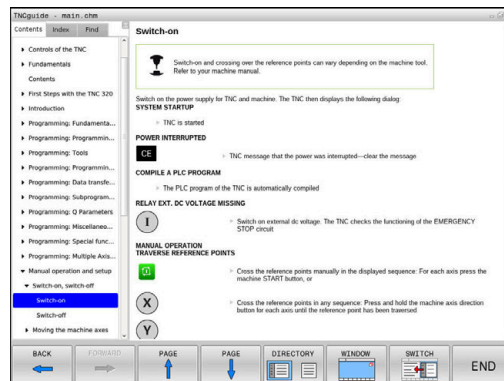 TNCguide - main.chm
Contents Index Find
Controls of the TNC
Fundamentals
Contents
First Steps with the TNC 320
Introduction
Programming: Fundamenta...
Programming: Programmin...
Programming: Tools
Programming: Programmin...
Programming: Data transfe...
Programming: Subprogram...
Programming: Q Parameters
Programming: Miscellaneo...
Programming: Special func...
Programming: Multiple Axis...
Manual operation and setup
Switch-on, switch-off
Switch-on
Switch-off
Moving the machine axes
Switch-on
Switch-on and crossing over the reference points can vary depending on the machine tool.
Refer to your machine manual.
Switch on the power supply for TNC and machine. The TNC then displays the following dialog:
SYSTEM STARTUP
TNC is started
POWER INTERRUPTED
CE
TNC message that the power was interrupted—clear the message
COMPILE A PLC PROGRAM
The PLC program of the TNC is automatically compiled
RELAY EXT. DC VOLTAGE MISSING
I
Switch on external dc voltage. The TNC checks the functioning of the EMERGENCY
STOP circuit
MANUAL OPERATION
TRAVERSE REFERENCE POINTS
Cross the reference points manually in the displayed sequence: For each axis press the
machine START button, or
X
Cross the reference points in any sequence: Press and hold the machine axis direction
button for each axis until the reference point has been traversed
Y
BACK FORWARD PAGE PAGE DIRECTORY WINDOW SWITCH END